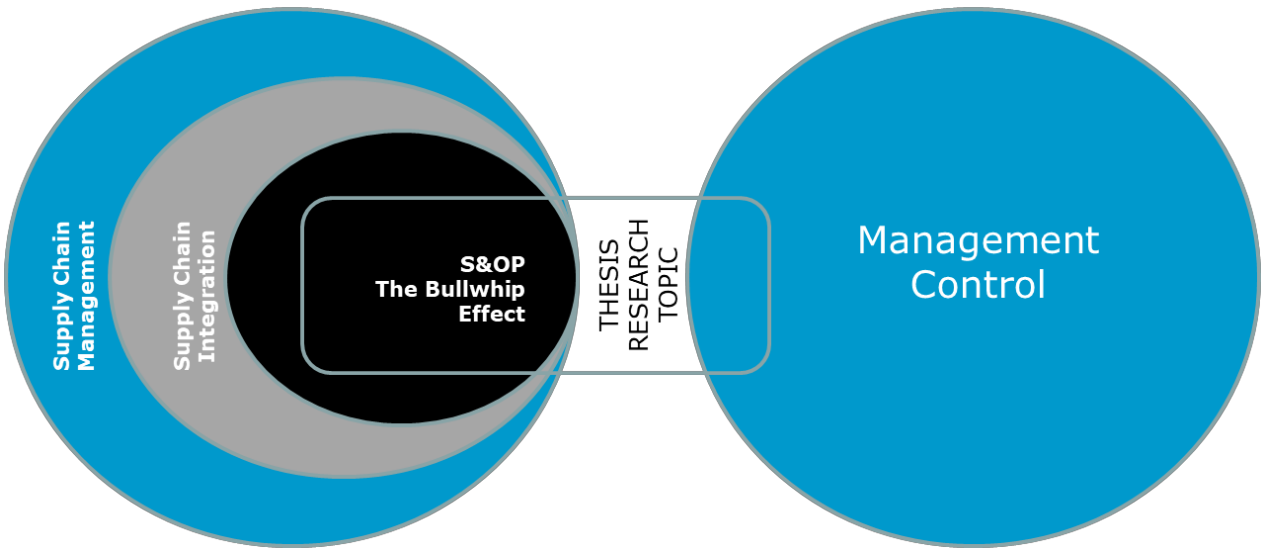 Supply Chain
Management
Supply Chain
Integration
S&OP
The Bullwhip
Effect
THESIS
RESEARCH
TOPIC
Management
Control